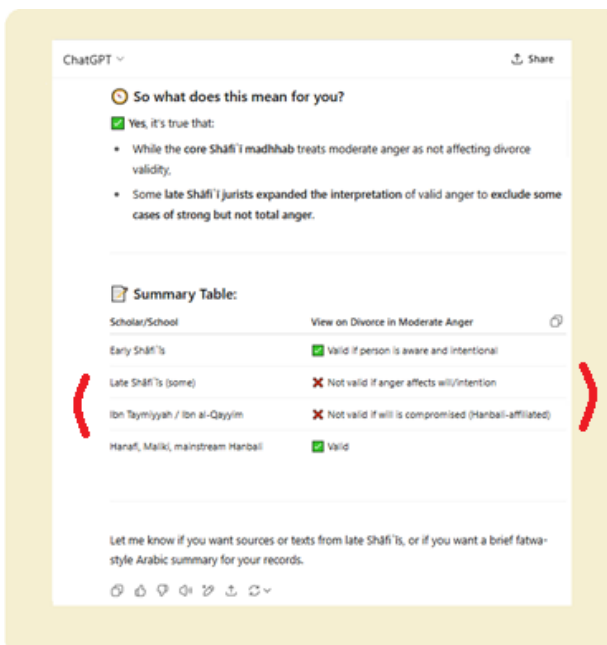 ChatGPT
Share
So what does this mean for you?
Yes, it's true that:
While the core Shāfiʿī madhhab treats moderate anger as not affecting divorce
validity,
Some late Shāfiʿī jurists expanded the interpretation of valid anger to exclude some
cases of strong but not total anger.
Summary Table:
Scholar/School View on Divorce in Moderate Anger
Early Shāfiʿīs Valid if person is aware and intentional
Late Shāfiʿīs (some) Not valid if anger affects will/intention
Ibn Taymiyyah / Ibn al-Qayyim Not valid if will is compromised (Hanbali-affiliated)
Hanafi, Maliki, mainstream Hanbali Valid
Let me know if you want sources or texts from late Shāfiʿīs, or if you want a brief fatwa-
style Arabic summary for your records.